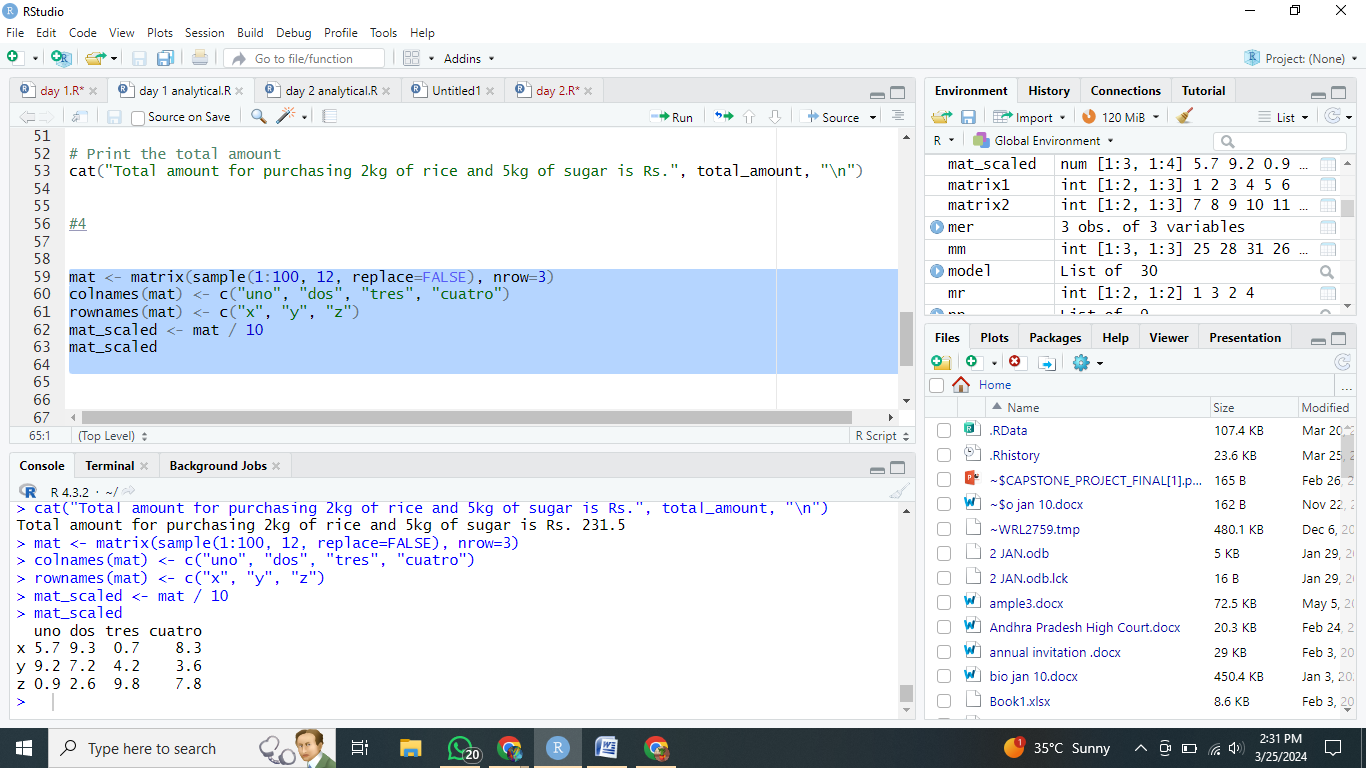 RStudio
File Edit Code View Plots Session Build Debug Profile Tools Help
Go to file/function Addins Project: (None)
day 1.R* day 1 analytical.R day 2 analytical.R Untitled1 day 2.R*
Source on Save Run Source
51
52 # Print the total amount
53 cat("Total amount for purchasing 2kg of rice and 5kg of sugar is Rs.", total_amount, "\n")
54
55
56 #4
57
58
59 mat <- matrix(sample(1:100, 12, replace=FALSE), nrow=3)
60 colnames(mat) <- c("uno", "dos", "tres", "cuatro")
61 rownames(mat) <- c("x", "y", "z")
62 mat_scaled <- mat / 10
63 mat_scaled
64
65
66
67
65:1 (Top Level) R Script
Console Terminal Background Jobs
R 4.3.2 · ~/
> cat("Total amount for purchasing 2kg of rice and 5kg of sugar is Rs.", total_amount, "\n")
Total amount for purchasing 2kg of rice and 5kg of sugar is Rs. 231.5
> mat <- matrix(sample(1:100, 12, replace=FALSE), nrow=3)
> colnames(mat) <- c("uno", "dos", "tres", "cuatro")
> rownames(mat) <- c("x", "y", "z")
> mat_scaled <- mat / 10
> mat_scaled
uno dos tres cuatro
x 5.7 9.3 0.7 8.3
y 9.2 7.2 4.2 3.6
z 0.9 2.6 9.8 7.8
>
Environment History Connections Tutorial
Import 120 MiB List
R Global Environment
mat_scaled num [1:3, 1:4] 5.7 9.2 0.9 ...
matrix1 int [1:2, 1:3] 1 2 3 4 5 6
matrix2 int [1:2, 1:3] 7 8 9 10 11 ...
mer 3 obs. of 3 variables
mm int [1:3, 1:3] 25 28 31 26 ...
model List of 30
mr int [1:2, 1:2] 1 3 2 4
Files Plots Packages Help Viewer Presentation
Home ...
Name Size Modified
.RData 107.4 KB Mar 20, 2
.Rhistory 23.6 KB Mar 25, 2
~$CAPSTONE_PROJECT_FINAL[1].p... 165 B Feb 26, 2
~$o jan 10.docx 162 B Nov 22, 2
~WRL2759.tmp 480.1 KB Dec 6, 20
2 JAN.odb 5 KB Jan 29, 2
2 JAN.odb.lck 16 B Jan 29, 2
ample3.docx 72.5 KB May 5, 20
Andhra Pradesh High Court.docx 20.3 KB Feb 24, 2
annual invitation .docx 29 KB Feb 3, 20
bio jan 10.docx 450.4 KB Jan 3, 20
Book1.xlsx 8.6 KB Feb 3, 20
Type here to search 20 1 35°C Sunny 2:31 PM
3/25/2024